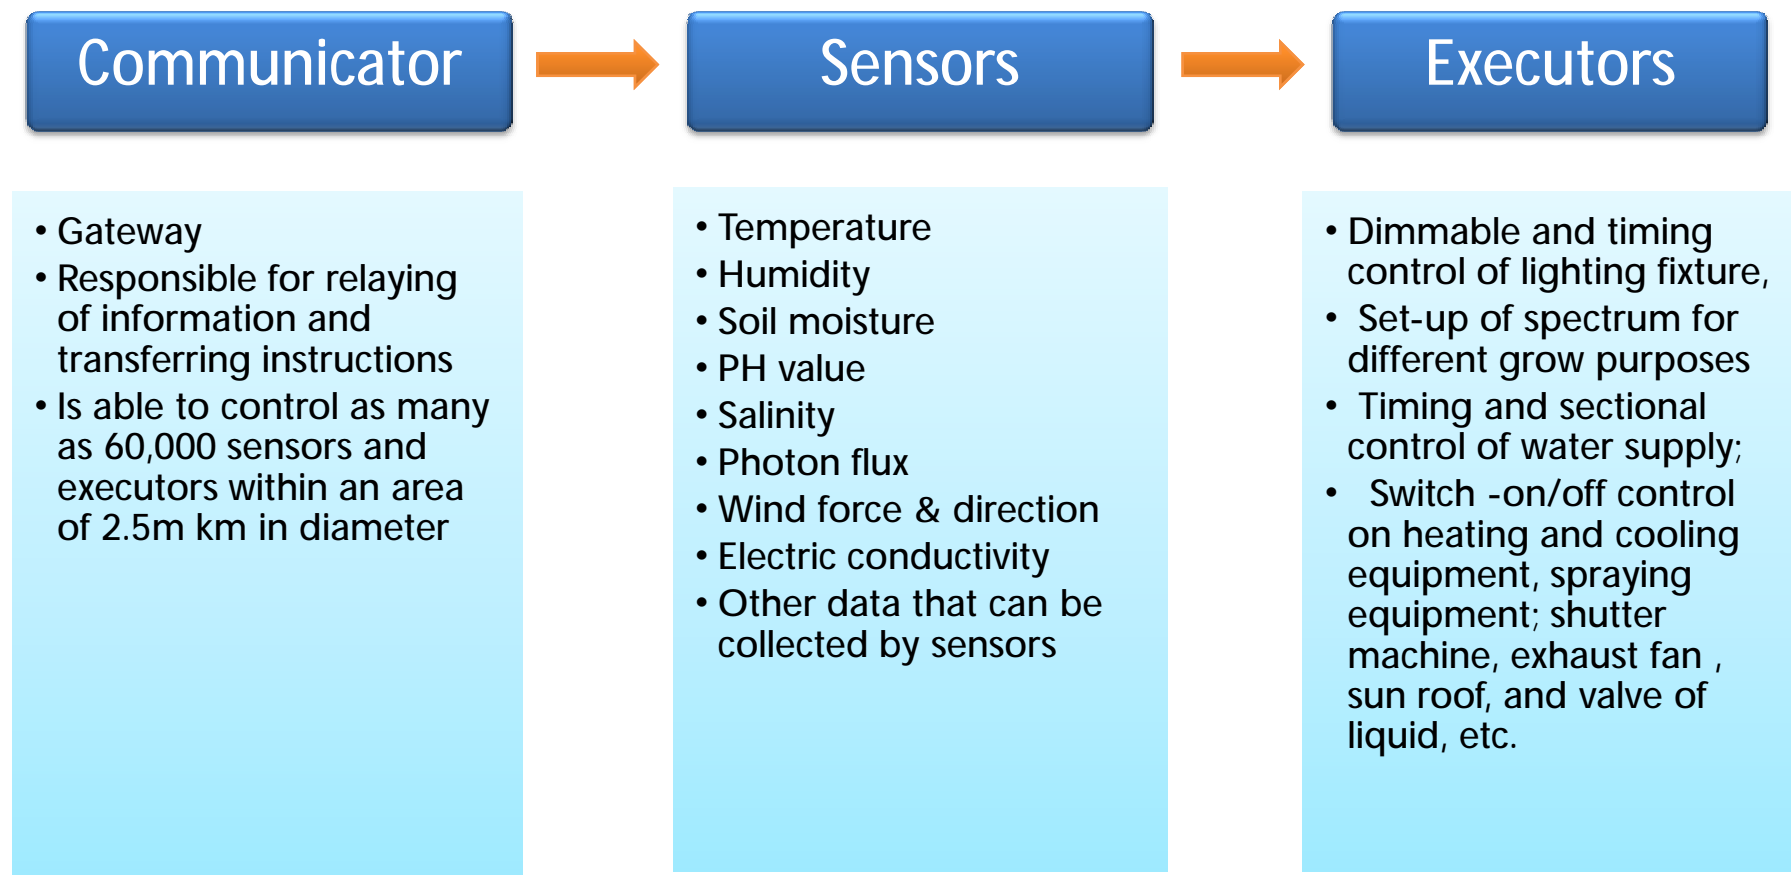 Communicator
Sensors
Executors
• Gateway
• Responsible for relaying
of information and
transferring instructions
• Is able to control as many
as 60,000 sensors and
executors within an area
of 2.5m km in diameter
• Temperature
• Humidity
• Soil moisture
• PH value
• Salinity
• Photon flux
• Wind force & direction
• Electric conductivity
• Other data that can be
collected by sensors
• Dimmable and timing
control of lighting fixture,
• Set-up of spectrum for
different grow purposes
• Timing and sectional
control of water supply;
• Switch -on/off control
on heating and cooling
equipment, spraying
equipment; shutter
machine, exhaust fan ,
sun roof, and valve of
liquid, etc.